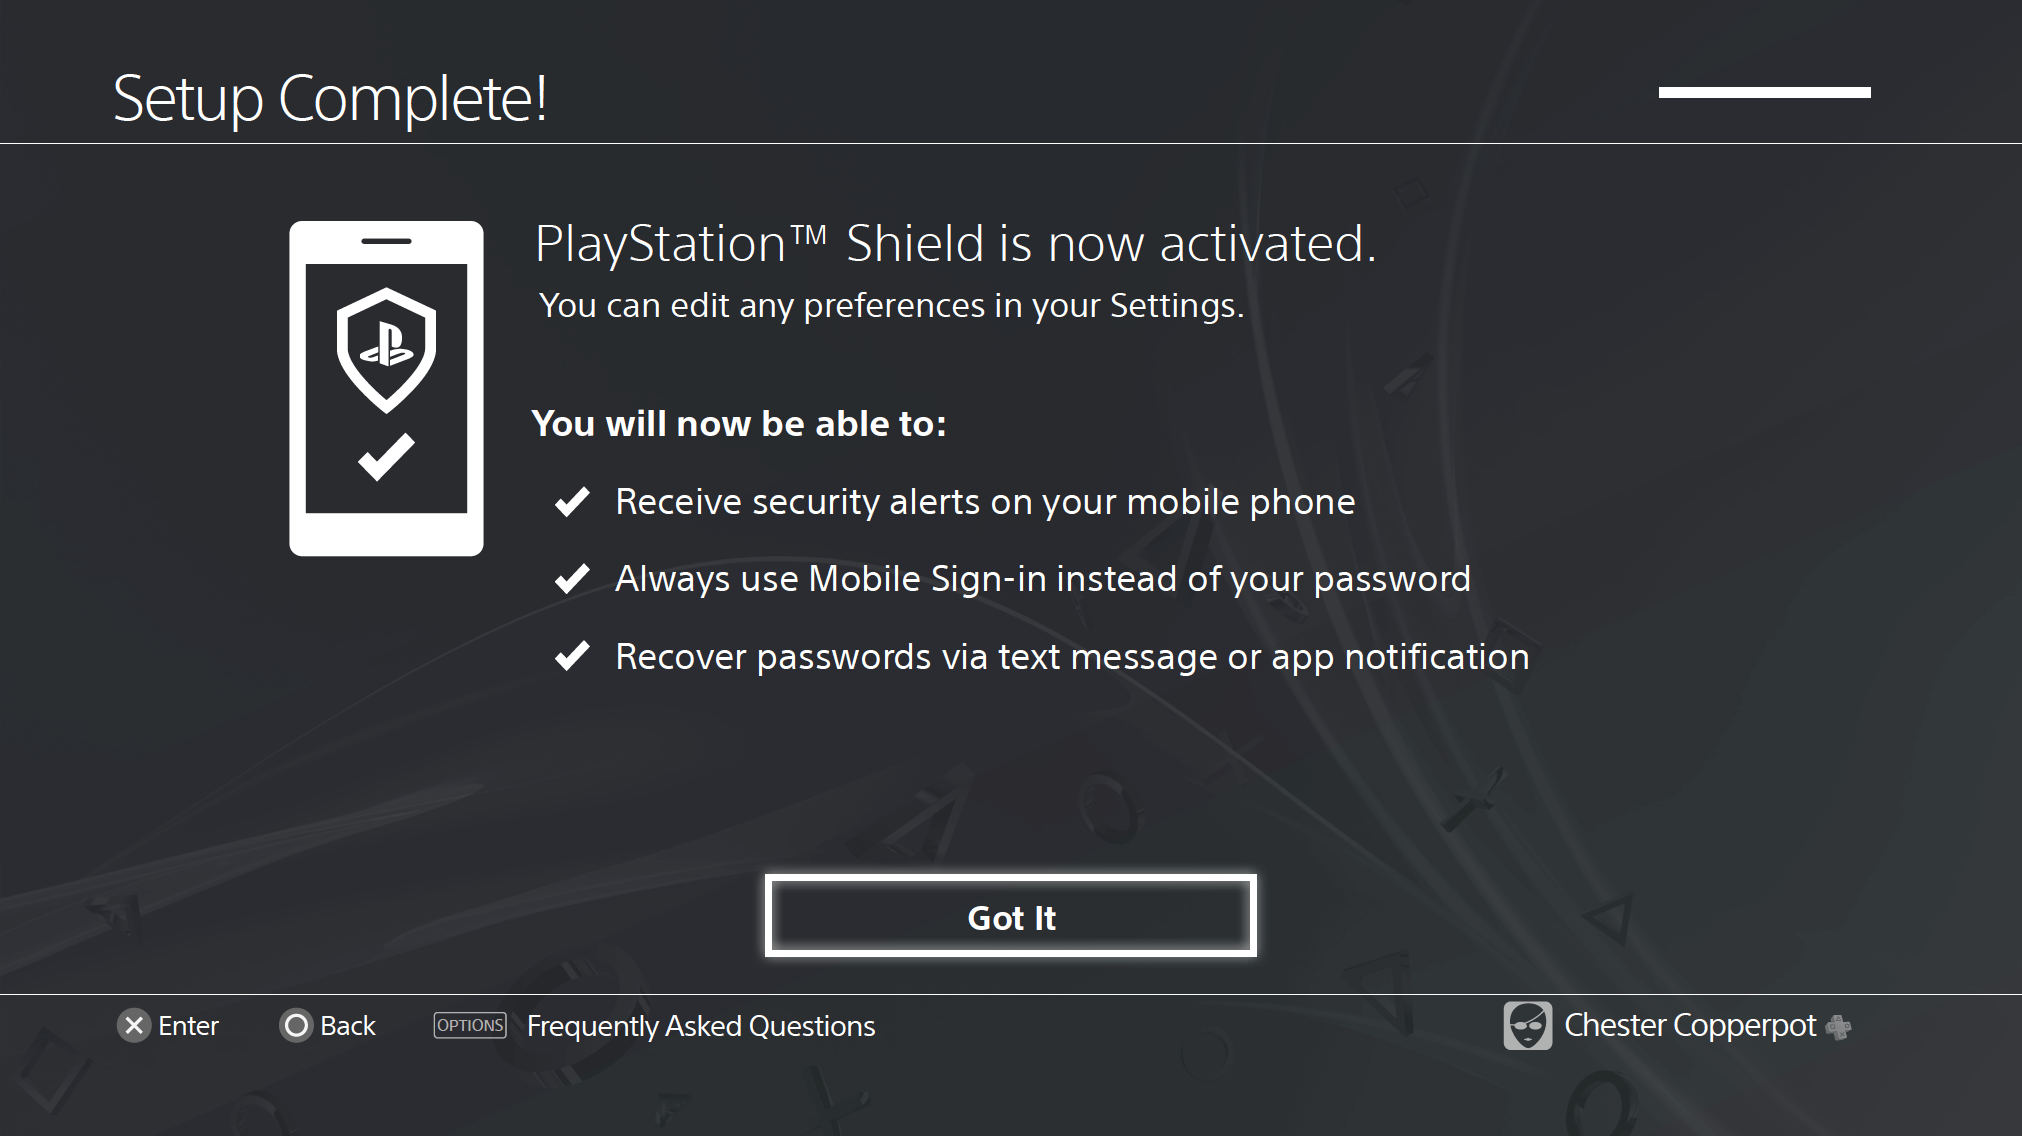 Setup Complete!
PlayStation™ Shield is now activated.
You can edit any preferences in your Settings.
You will now be able to:
Receive security alerts on your mobile phone
Always use Mobile Sign-in instead of your password
Recover passwords via text message or app notification
Got It
Enter
Back
OPTIONS
Frequently Asked Questions
Chester Copperpot